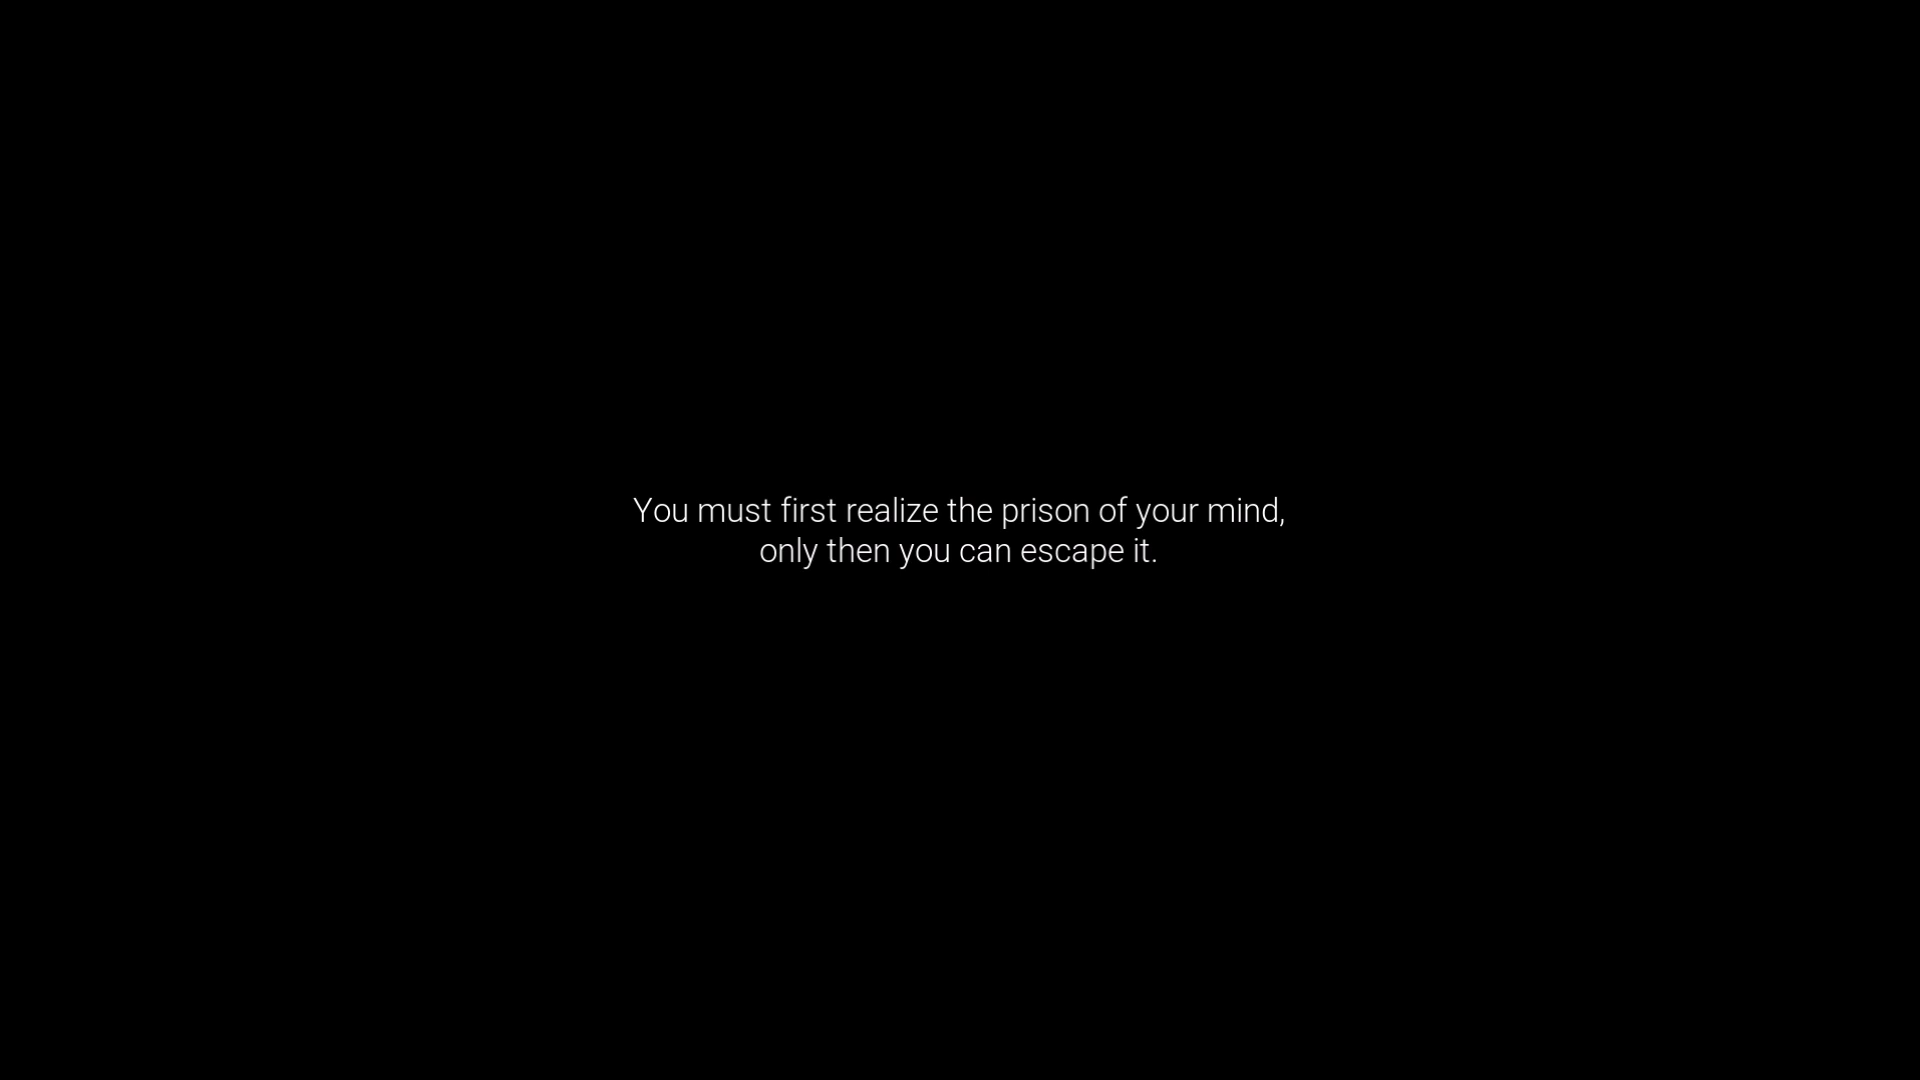 You must first realize the prison of your mind,
only then you can escape it.